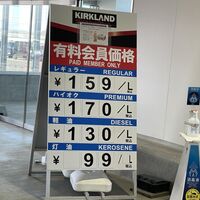 KIRKLAND
有料会員価格
PAID MEMBER ONLY
レギュラー REGULAR
¥159/L
ハイオク PREMIUM
¥170/L
軽油 DIESEL
¥130/L
灯油 KEROSENE
¥99/L